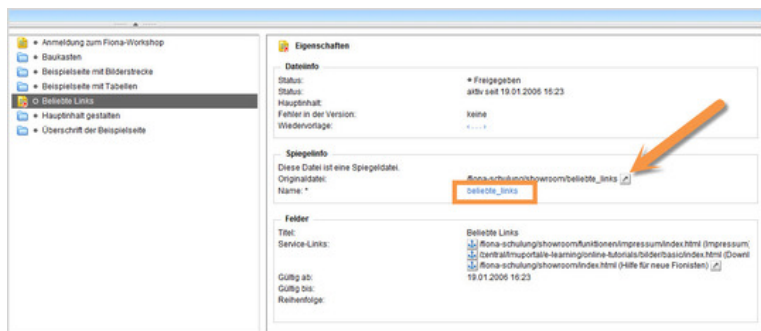 Anmeldung zum Fiona-Workshop
Baukasten
Beispielseite mit Bilderstrecke
Beispielseite mit Tabellen
Beliebte Links
Hauptinhalt gestalten
Überschrift der Beispielseite
Eigenschaften
Dateiinfo
Status: Freigegeben
Status: aktiv seit 19.01.2006 16:23
Hauptinhalt:
Fehler in der Version: keine
Wiedervorlage:
Spiegelinfo
Diese Datei ist eine Spiegeldatei.
Originaldatei: /fiona-schulung/showroom/beliebte_links
Name: * beliebte_links
Felder
Titel: Beliebte Links
Service-Links: /fiona-schulung/showroom/funktionen/impressum/index.html (Impressum)
/zentral/lmuportal/e-learning/online-tutorials/bilder/basic/index.html (Downl
/fiona-schulung/showroom/index.html (Hilfe für neue Fionisten)
Gültig ab: 19.01.2006 16:23
Gültig bis:
Reihenfolge: